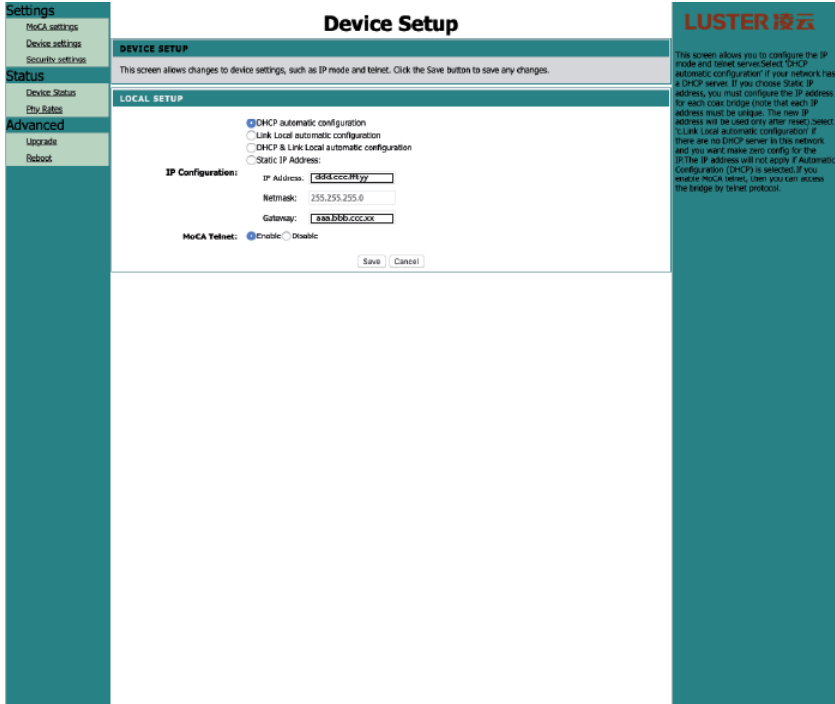 Settings
MoCA settings
Device settings
Security settings
Status
Device Status
Phy Rates
Advanced
Upgrade
Reboot
Device Setup
DEVICE SETUP
This screen allows changes to device settings, such as IP mode and telnet. Click the Save button to save any changes.
LOCAL SETUP
DHCP automatic configuration
Link Local automatic configuration
DHCP & Link Local automatic configuration
Static IP Address:
IP Configuration:
IP Address:
Netmask: 255.255.255.0
Gateway: aaa.bbb.ccc.xx
MoCA Telnet: Enable Disable
Save Cancel
LUSTER 凌云
This screen allows you to configure the IP
mode and telnet server.Select 'DHCP
automatic configuration' if your network has
a DHCP server. If you choose Static IP
address, you must configure the IP address
for each coax bridge (note that each IP
address must be unique. The new IP
address will be used only after reset).Select
'c.Link Local automatic configuration' if
there are no DHCP server in this network
and you want make zero config for the
IP.The IP address will not apply if Automatic
Configuration (DHCP) is selected.If you
enable MoCA telnet, then you can access
the bridge by telnet protocol.